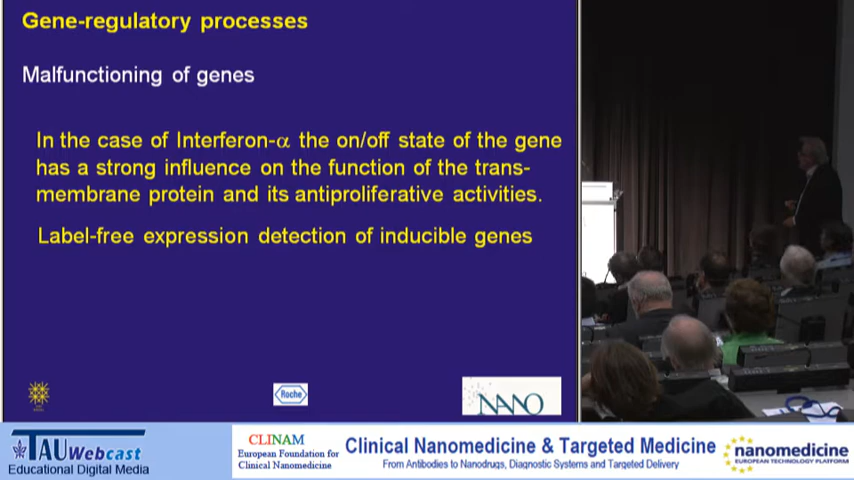 Gene-regulatory processes
Malfunctioning of genes
In the case of Interferon-α the on/off state of the gene
has a strong influence on the function of the trans-
membrane protein and its antiproliferative activities.
Label-free expression detection of inducible genes
Roche
NANO
TAU Webcast
Educational Digital Media
CLINAM
European Foundation for
Clinical Nanomedicine
Clinical Nanomedicine & Targeted Medicine
From Antibodies to Nanodrugs, Diagnostic Systems and Targeted Delivery
nanomedicine
EUROPEAN TECHNOLOGY PLATFORM